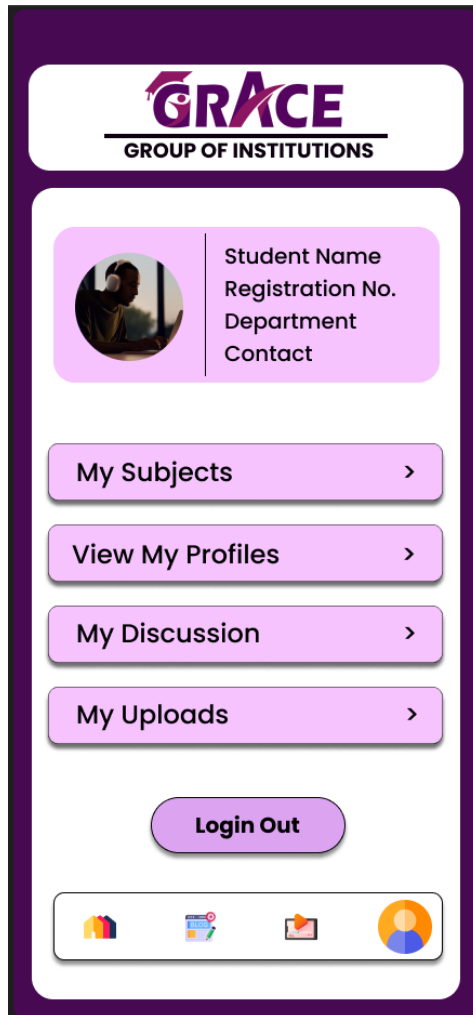 GRACE
GROUP OF INSTITUTIONS
Student Name
Registration No.
Department
Contact
My Subjects >
View My Profiles >
My Discussion >
My Uploads >
Login Out
BLOG